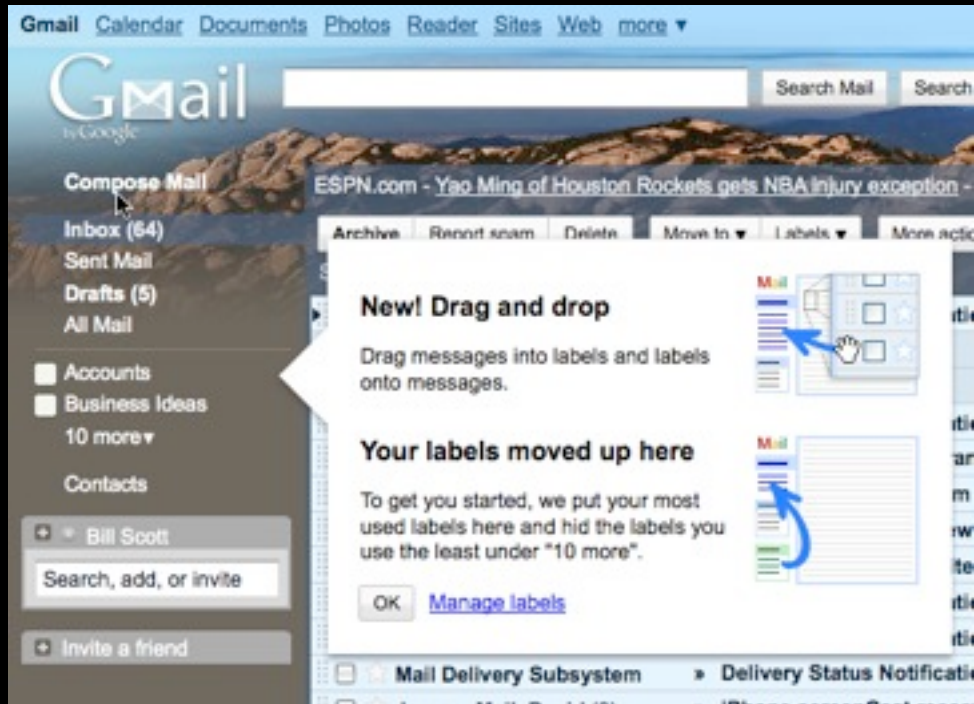 Gmail Calendar Documents Photos Reader Sites Web more ▼
Gmail
by Google
Search Mail Search
Compose Mail
ESPN.com - Yao Ming of Houston Rockets gets NBA Injury exception -
Inbox (64)
Archive Report spam Delete Move to ▼ Labels ▼ More actio
Sent Mail
Drafts (5)
All Mail
Accounts
Business Ideas
10 more▼
Contacts
Bill Scott
Search, add, or invite
Invite a friend
New! Drag and drop
Drag messages into labels and labels
onto messages.
Mail
Your labels moved up here
To get you started, we put your most
used labels here and hid the labels you
use the least under "10 more".
Mail
OK Manage labels
Mail Delivery Subsystem » Delivery Status Notificatie